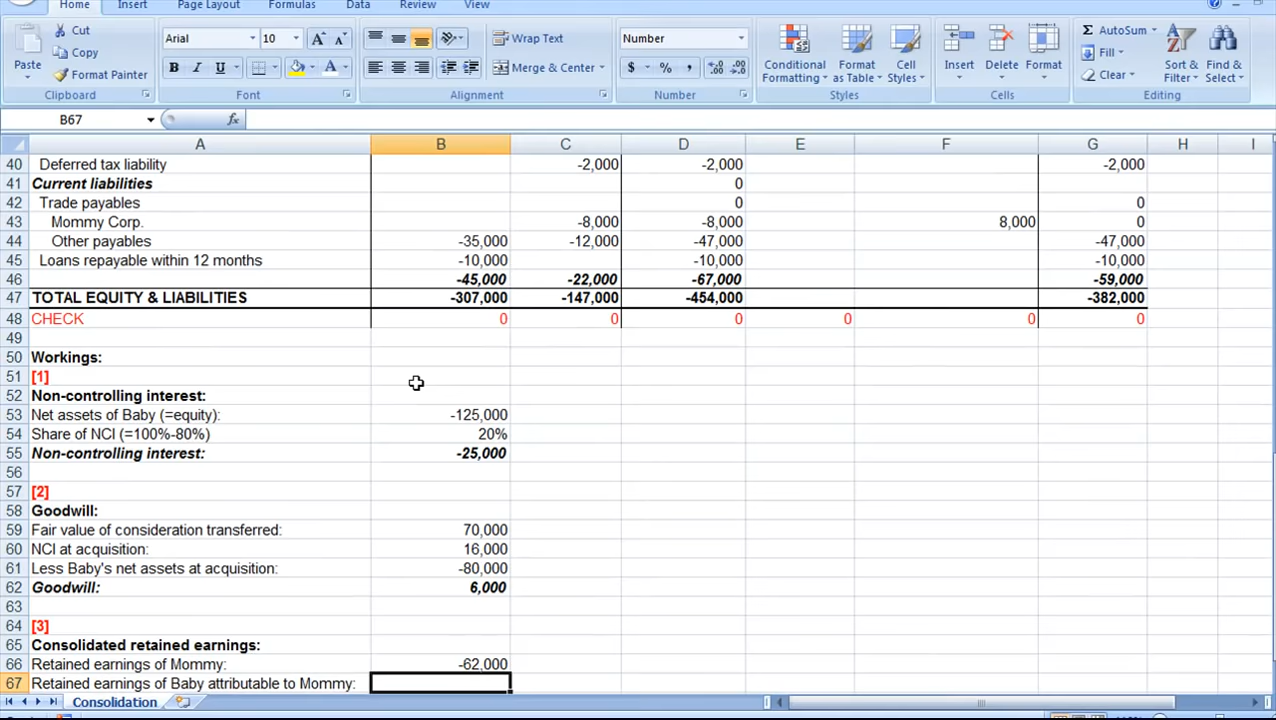 Home Insert Page Layout Formulas Data Review View
Cut
Copy
Format Painter
Paste
Clipboard
Arial 10
B I U
Font
Wrap Text
Merge & Center
Alignment
Number
$ % ,
Number
Conditional Formatting
Format as Table
Cell Styles
Styles
Insert Delete Format
Cells
AutoSum
Fill
Clear
Sort & Filter
Find & Select
Editing
B67 fx
A B C D E F G H I
40 Deferred tax liability -2,000 -2,000 -2,000
41 Current liabilities 0
42 Trade payables 0 0
43 Mommy Corp. -8,000 -8,000 8,000 0
44 Other payables -35,000 -12,000 -47,000 -47,000
45 Loans repayable within 12 months -10,000 -10,000 -10,000
46 -45,000 -22,000 -67,000 -59,000
47 TOTAL EQUITY & LIABILITIES -307,000 -147,000 -454,000 -382,000
48 CHECK 0 0 0 0 0 0
49
50 Workings:
51 [1]
52 Non-controlling interest:
53 Net assets of Baby (=equity): -125,000
54 Share of NCI (=100%-80%) 20%
55 Non-controlling interest: -25,000
56
57 [2]
58 Goodwill:
59 Fair value of consideration transferred: 70,000
60 NCI at acquisition: 16,000
61 Less Baby's net assets at acquisition: -80,000
62 Goodwill: 6,000
63
64 [3]
65 Consolidated retained earnings:
66 Retained earnings of Mommy: -62,000
67 Retained earnings of Baby attributable to Mommy:
Consolidation